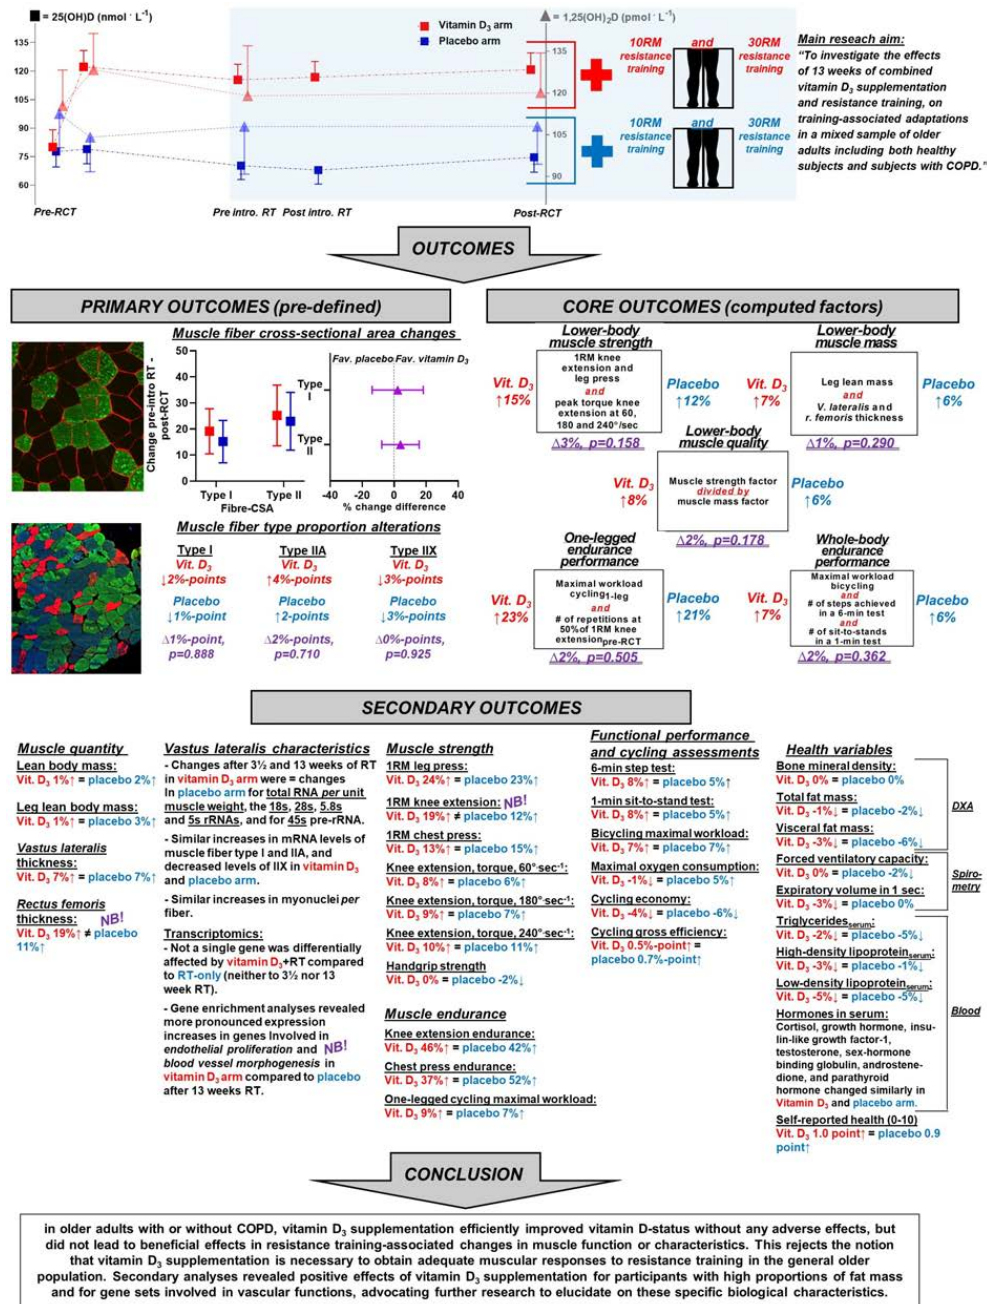 ■ = 25(OH)D (nmol · L-1)
▲ = 1,25(OH)2D (pmol · L-1)
Vitamin D3 arm
Placebo arm
135
120
105
90
75
60
135
120
105
90
Pre-RCT
Pre intro. RT
Post intro. RT
Post-RCT
10RM resistance training
and
30RM resistance training
10RM resistance training
and
30RM resistance training
Main reseach aim:
"To investigate the effects
of 13 weeks of combined
vitamin D3 supplementation
and resistance training, on
training-associated adaptations
in a mixed sample of older
adults including both healthy
subjects and subjects with COPD."
OUTCOMES
PRIMARY OUTCOMES (pre-defined)
Muscle fiber cross-sectional area changes
Change pre-intro RT -
post-RCT
50
40
30
20
10
0
Type I
Type II
Fibre-CSA
Fav. placebo
Fav. vitamin D3
Type
I
Type
II
-40
-20
0
20
40
% change difference
Muscle fiber type proportion alterations
Type I
Vit. D3
↓2%-points
Placebo
↓1%-point
Δ1%-point,
p=0.888
Type IIA
Vit. D3
↑4%-points
Placebo
↑2-points
Δ2%-points,
p=0.710
Type IIX
Vit. D3
↓3%-points
Placebo
↓3%-points
Δ0%-points,
p=0.925
CORE OUTCOMES (computed factors)
Lower-body
muscle strength
Vit. D3
↑15%
1RM knee
extension and
leg press
and
peak torque knee
extension at 60,
180 and 240°/sec
Placebo
↑12%
Δ3%, p=0.158
Lower-body
muscle mass
Vit. D3
↑7%
Leg lean mass
and
V. lateralis and
r. femoris thickness
Placebo
↑6%
Δ1%, p=0.290
Lower-body
muscle quality
Vit. D3
↑8%
Muscle strength factor
divided by
muscle mass factor
Placebo
↑6%
Δ2%, p=0.178
One-legged
endurance
performance
Vit. D3
↑23%
Maximal workload
cycling1-leg
and
# of repetitions at
50%of 1RM knee
extensionpre-RCT
Placebo
↑21%
Δ2%, p=0.505
Whole-body
endurance
performance
Vit. D3
↑7%
Maximal workload
bicycling
and
# of steps achieved
in a 6-min test
and
# of sit-to-stands
in a 1-min test
Placebo
↑6%
Δ2%, p=0.362
SECONDARY OUTCOMES
Muscle quantity
Lean body mass:
Vit. D3 1%↑ = placebo 2%↑
Leg lean body mass:
Vit. D3 1%↑ = placebo 3%↑
Vastus lateralis
thickness:
Vit. D3 7%↑ = placebo 7%↑
Rectus femoris
thickness: NB!
Vit. D3 19%↑ ≠ placebo
11%↑
Vastus lateralis characteristics
- Changes after 3½ and 13 weeks of RT
in vitamin D3 arm were = changes
In placebo arm for total RNA per unit
muscle weight, the 18s, 28s, 5.8s
and 5s rRNAs, and for 45s pre-rRNA.
- Similar increases in mRNA levels of
muscle fiber type I and IIA, and
decreased levels of IIX in vitamin D3
and placebo arm.
- Similar increases in myonuclei per
fiber.
Transcriptomics:
- Not a single gene was differentially
affected by vitamin D3+RT compared
to RT-only (neither to 3½ nor 13
week RT).
- Gene enrichment analyses revealed
more pronounced expression
increases in genes Involved in
endothelial proliferation and NB!
blood vessel morphogenesis in
vitamin D3 arm compared to placebo
after 13 weeks RT.
Muscle strength
1RM leg press:
Vit. D3 24%↑ = placebo 23%↑
1RM knee extension: NB!
Vit. D3 19%↑ ≠ placebo 12%↑
1RM chest press:
Vit. D3 13%↑ = placebo 15%↑
Knee extension, torque, 60°·sec-1:
Vit. D3 8%↑ = placebo 6%↑
Knee extension, torque, 180°·sec-1:
Vit. D3 9%↑ = placebo 7%↑
Knee extension, torque, 240°·sec-1:
Vit. D3 10%↑ = placebo 11%↑
Handgrip strength
Vit. D3 0% = placebo -2%↓
Muscle endurance
Knee extension endurance:
Vit. D3 46%↑ = placebo 42%↑
Chest press endurance:
Vit. D3 37%↑ = placebo 52%↑
One-legged cycling maximal workload:
Vit. D3 9%↑ = placebo 7%↑
Functional performance
and cycling assessments
6-min step test:
Vit. D3 8%↑ = placebo 5%↑
1-min sit-to-stand test:
Vit. D3 8%↑ = placebo 5%↑
Bicycling maximal workload:
Vit. D3 7%↑ = placebo 7%↑
Maximal oxygen consumption:
Vit. D3 -1%↓ = placebo 5%↑
Cycling economy:
Vit. D3 -4%↓ = placebo -6%↓
Cycling gross efficiency:
Vit. D3 0.5%-point↑ =
placebo 0.7%-point↑
Health variables
Bone mineral density:
Vit. D3 0% = placebo 0%
Total fat mass:
Vit. D3 -1%↓ = placebo -2%↓
Visceral fat mass:
Vit. D3 -3%↓ = placebo -6%↓
DXA
Forced ventilatory capacity:
Vit. D3 0% = placebo -2%↓
Expiratory volume in 1 sec:
Vit. D3 -3%↓ = placebo 0%
Spiro-
metry
Triglyceridesserum:
Vit. D3 -2%↓ = placebo -5%↓
High-density lipoproteinserum:
Vit. D3 -3%↓ = placebo -1%↓
Low-density lipoproteinserum:
Vit. D3 -5%↓ = placebo -5%↓
Hormones in serum:
Cortisol, growth hormone, insu-
lin-like growth factor-1,
testosterone, sex-hormone
binding globulin, androstene-
dione, and parathyroid
hormone changed similarly in
Vitamin D3 and placebo arm.
Blood
Self-reported health (0-10)
Vit. D3 1.0 point↑ = placebo 0.9
point↑
CONCLUSION
in older adults with or without COPD, vitamin D3 supplementation efficiently improved vitamin D-status without any adverse effects, but
did not lead to beneficial effects in resistance training-associated changes in muscle function or characteristics. This rejects the notion
that vitamin D3 supplementation is necessary to obtain adequate muscular responses to resistance training in the general older
population. Secondary analyses revealed positive effects of vitamin D3 supplementation for participants with high proportions of fat mass
and for gene sets involved in vascular functions, advocating further research to elucidate on these specific biological characteristics.